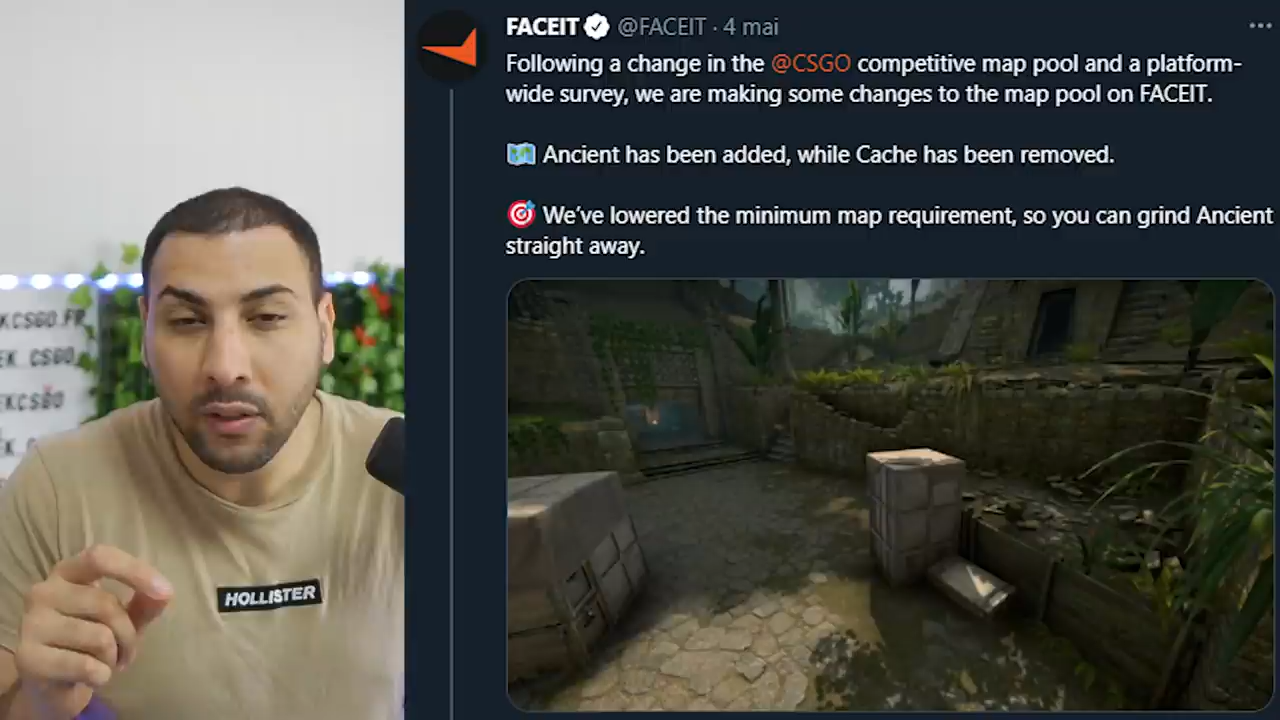 FACEIT @FACEIT · 4 mai
Following a change in the @CSGO competitive map pool and a platform-
wide survey, we are making some changes to the map pool on FACEIT.
🗺️ Ancient has been added, while Cache has been removed.
🎯 We've lowered the minimum map requirement, so you can grind Ancient
straight away.
KCSGO.FR
EK_CSGO
EKCSGO
HOLLISTER